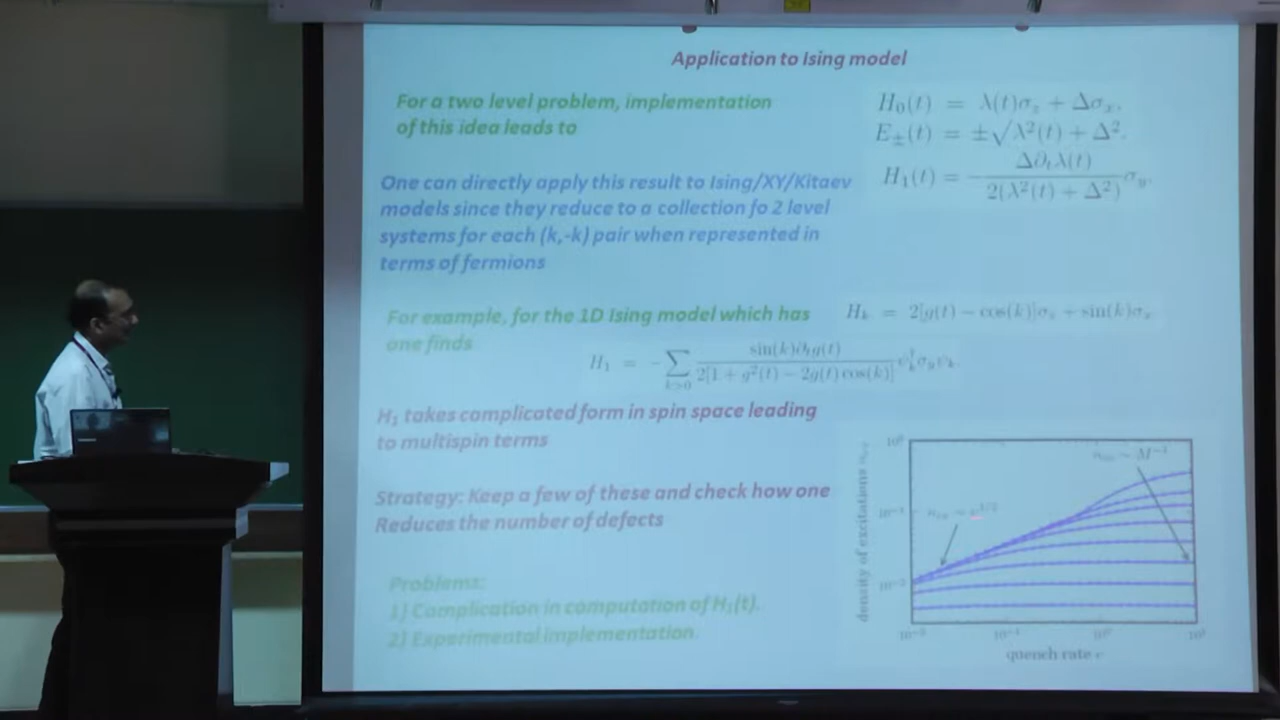 Application to Ising model
For a two level problem, implementation
of this idea leads to
H₀(t) = λ(t)σ_z + Δσ_x,
E_±(t) = ±√λ²(t) + Δ².
H₁(t) = − Δ∂_tλ(t) / 2(λ²(t) + Δ²) σ_y.
One can directly apply this result to Ising/XY/Kitaev
models since they reduce to a collection fo 2 level
systems for each (k,-k) pair when represented in
terms of fermions
For example, for the 1D Ising model which has
H_k = 2[g(t) − cos(k)]σ_z + sin(k)σ_x
one finds
H₁ = − ∑_{k>0} sin(k)∂_tg(t) / 2[1 + g²(t) − 2g(t) cos(k)] ψ_k†σ_yψ_k.
H₁ takes complicated form in spin space leading
to multispin terms
Strategy: Keep a few of these and check how one
Reduces the number of defects
Problems:
1) Complication in computation of H₁(t).
2) Experimental implementation.
density of excitations
10⁰
10⁻¹
10⁻²
quench rate